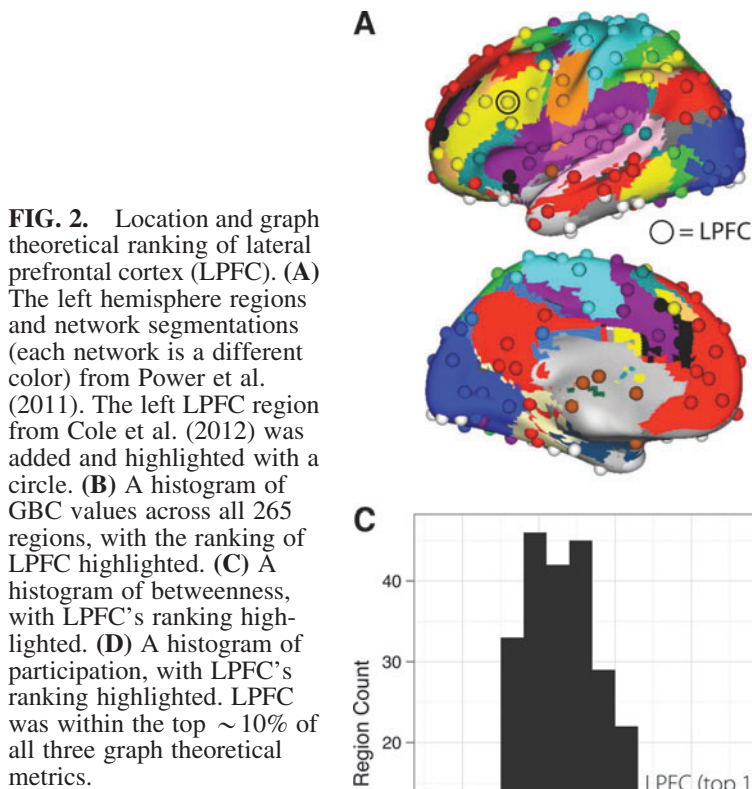 FIG. 2. Location and graph
theoretical ranking of lateral
prefrontal cortex (LPFC). (A)
The left hemisphere regions
and network segmentations
(each network is a different
color) from Power et al.
(2011). The left LPFC region
from Cole et al. (2012) was
added and highlighted with a
circle. (B) A histogram of
GBC values across all 265
regions, with the ranking of
LPFC highlighted. (C) A
histogram of betweenness,
with LPFC's ranking high-
lighted. (D) A histogram of
participation, with LPFC's
ranking highlighted. LPFC
was within the top ~10% of
all three graph theoretical
metrics.
A
= LPFC
C
40
30
20
Region Count
LPFC (top 1